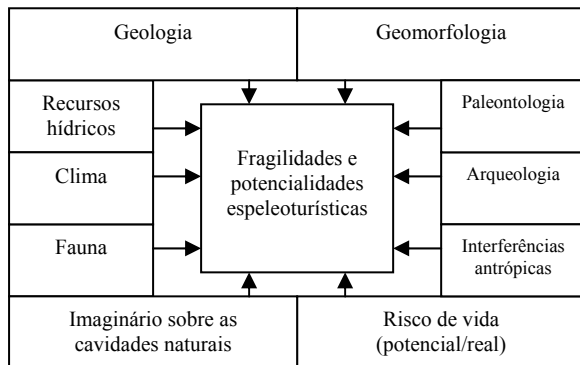 Geologia
Geomorfologia
Recursos
hídricos
Paleontologia
Fragilidades e
potencialidades
espeleoturísticas
Clima
Arqueologia
Fauna
Interferências
antrópicas
Imaginário sobre as
cavidades naturais
Risco de vida
(potencial/real)